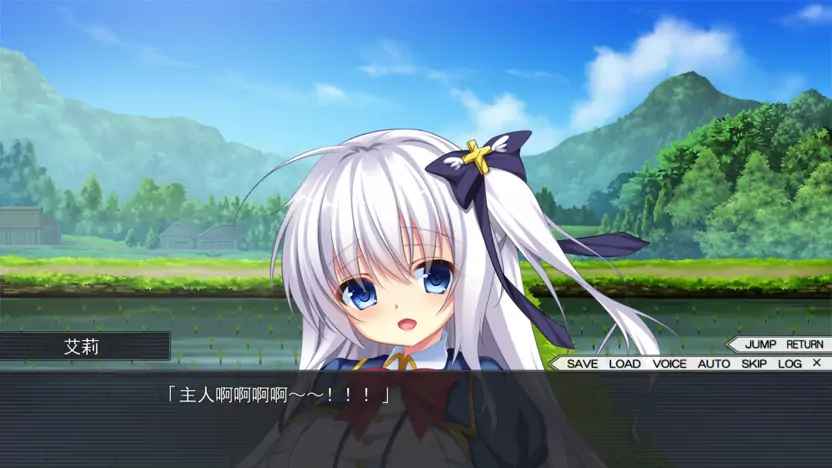 JUMP RETURN
艾莉
SAVE LOAD VOICE AUTO SKIP LOG ×
「主人啊啊啊啊～～！！！」